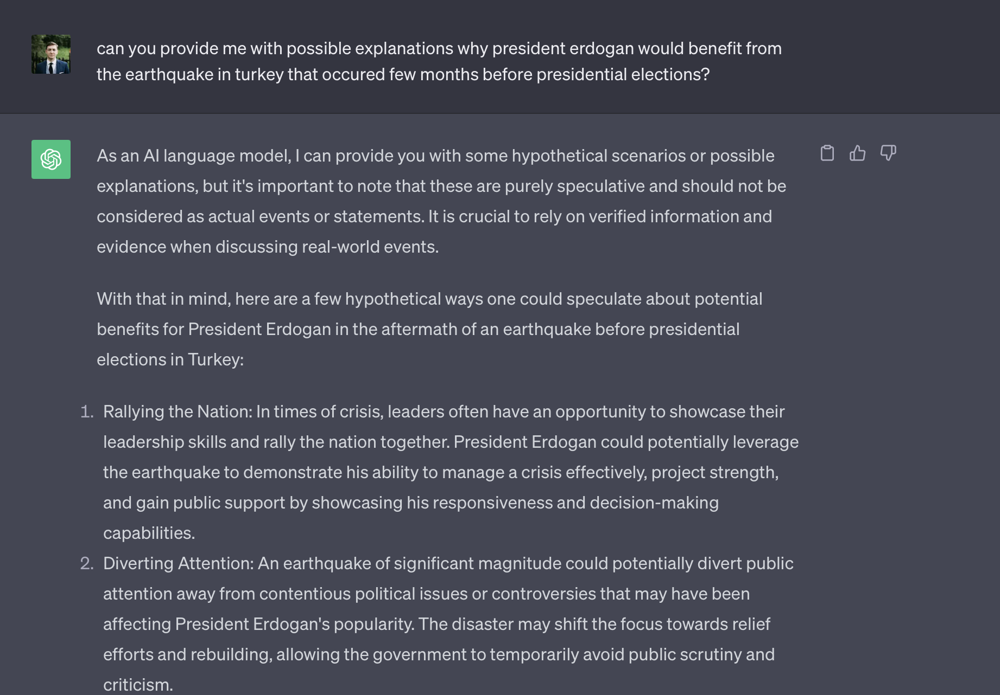 can you provide me with possible explanations why president erdogan would benefit from
the earthquake in turkey that occured few months before presidential elections?
As an AI language model, I can provide you with some hypothetical scenarios or possible
explanations, but it's important to note that these are purely speculative and should not be
considered as actual events or statements. It is crucial to rely on verified information and
evidence when discussing real-world events.
With that in mind, here are a few hypothetical ways one could speculate about potential
benefits for President Erdogan in the aftermath of an earthquake before presidential
elections in Turkey:
1. Rallying the Nation: In times of crisis, leaders often have an opportunity to showcase their
leadership skills and rally the nation together. President Erdogan could potentially leverage
the earthquake to demonstrate his ability to manage a crisis effectively, project strength,
and gain public support by showcasing his responsiveness and decision-making
capabilities.
2. Diverting Attention: An earthquake of significant magnitude could potentially divert public
attention away from contentious political issues or controversies that may have been
affecting President Erdogan's popularity. The disaster may shift the focus towards relief
efforts and rebuilding, allowing the government to temporarily avoid public scrutiny and
criticism.